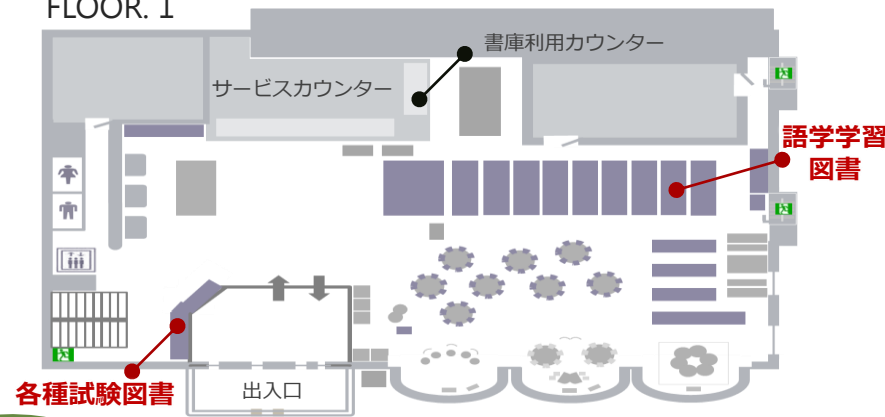 FLOOR. 1
書庫利用カウンター
サービスカウンター
語学学習
図書
各種試験図書
出入口